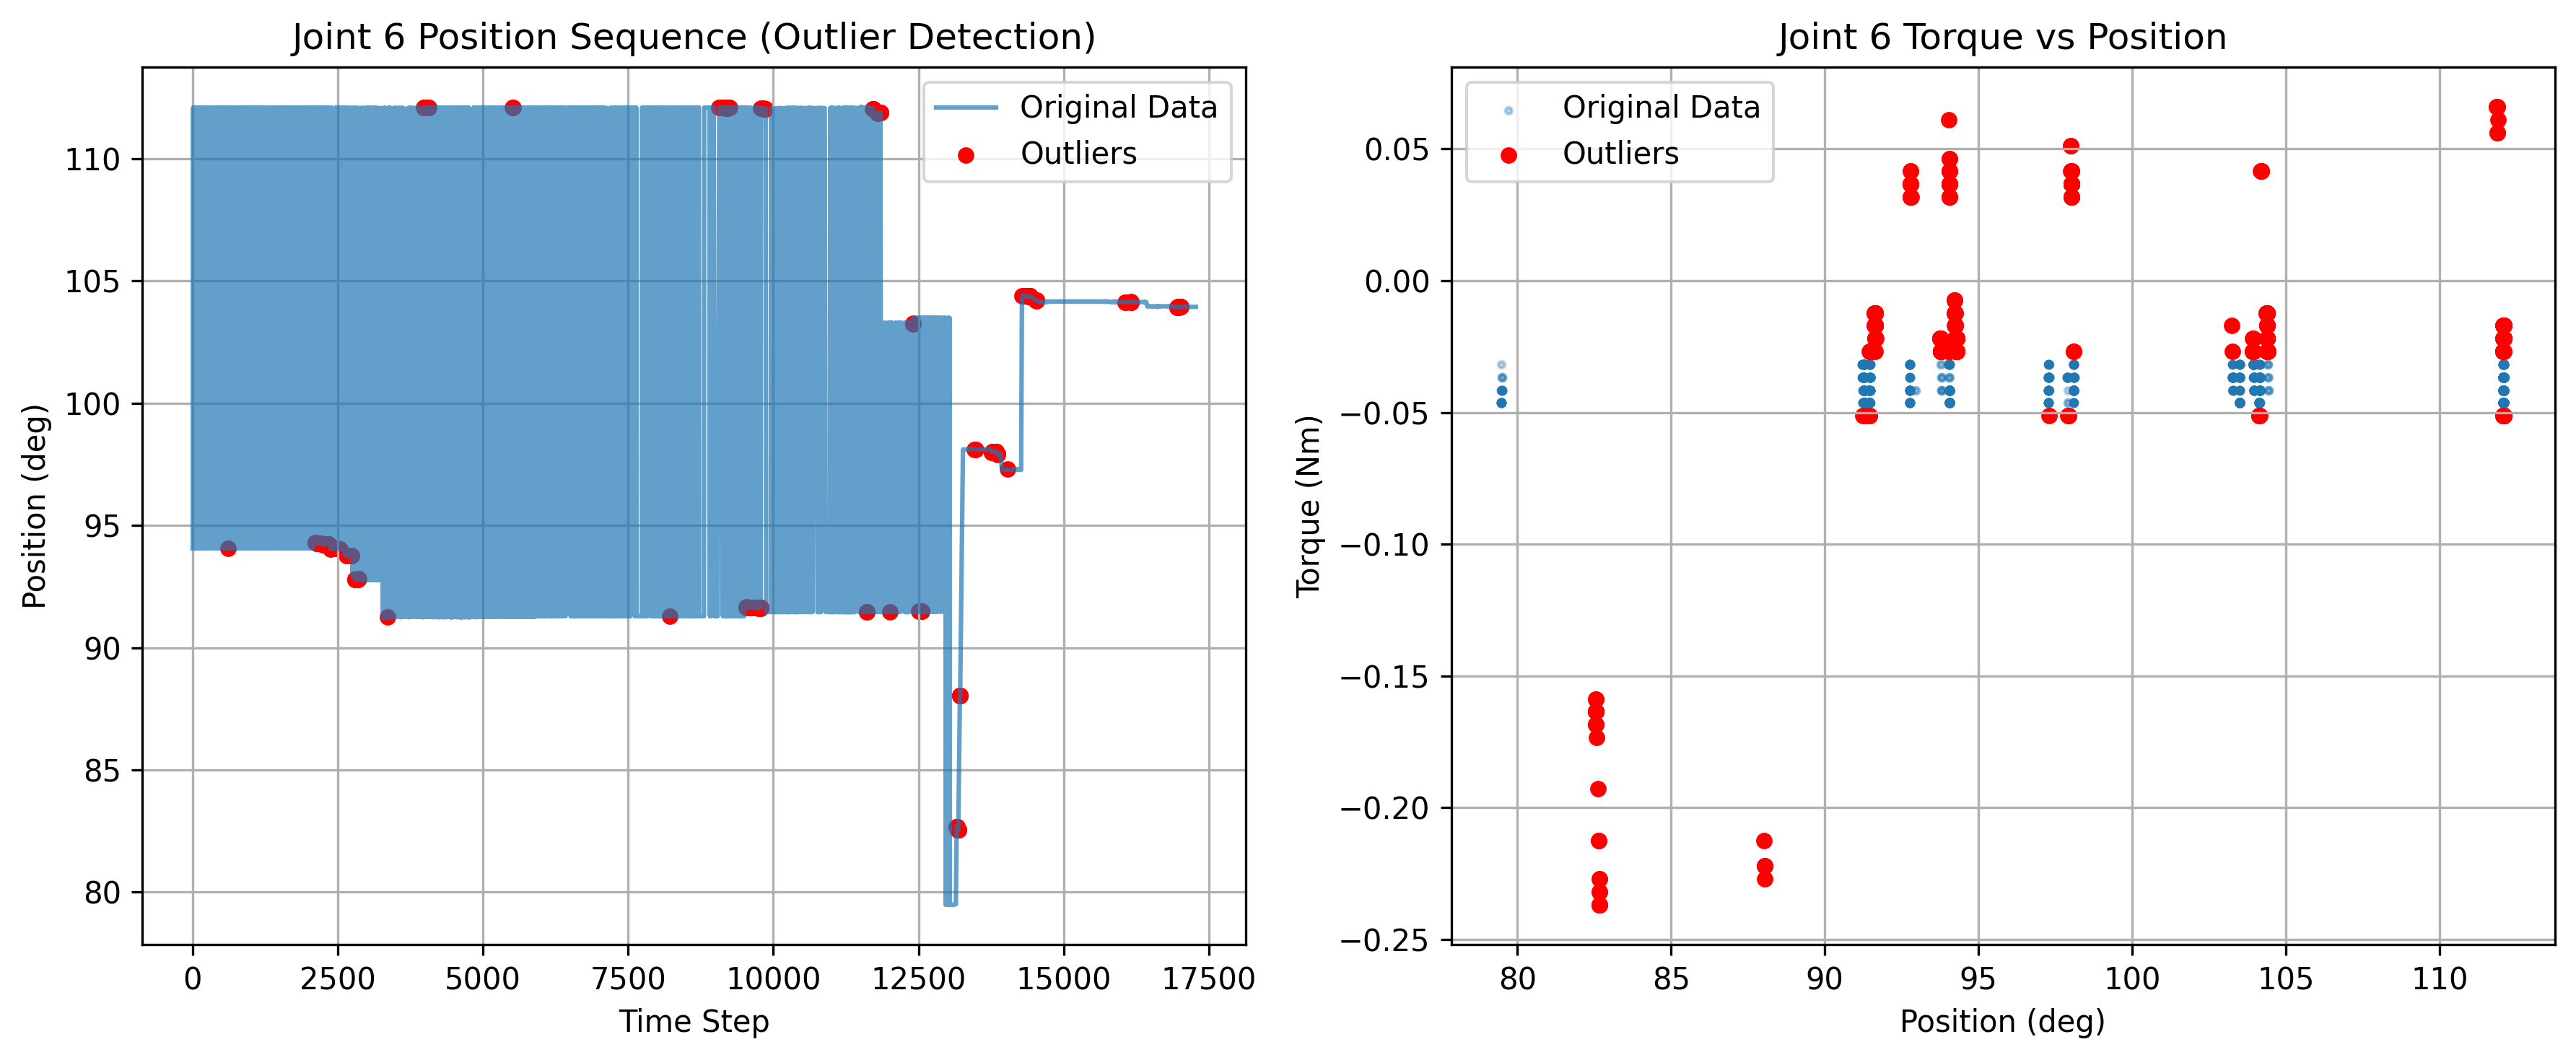 Joint 6 Position Sequence (Outlier Detection)
Original Data
Outliers
110
105
100
95
90
85
80
Position (deg)
0 2500 5000 7500 10000 12500 15000 17500
Time Step
Joint 6 Torque vs Position
Original Data
Outliers
0.05
0.00
−0.05
−0.10
−0.15
−0.20
−0.25
Torque (Nm)
80 85 90 95 100 105 110
Position (deg)